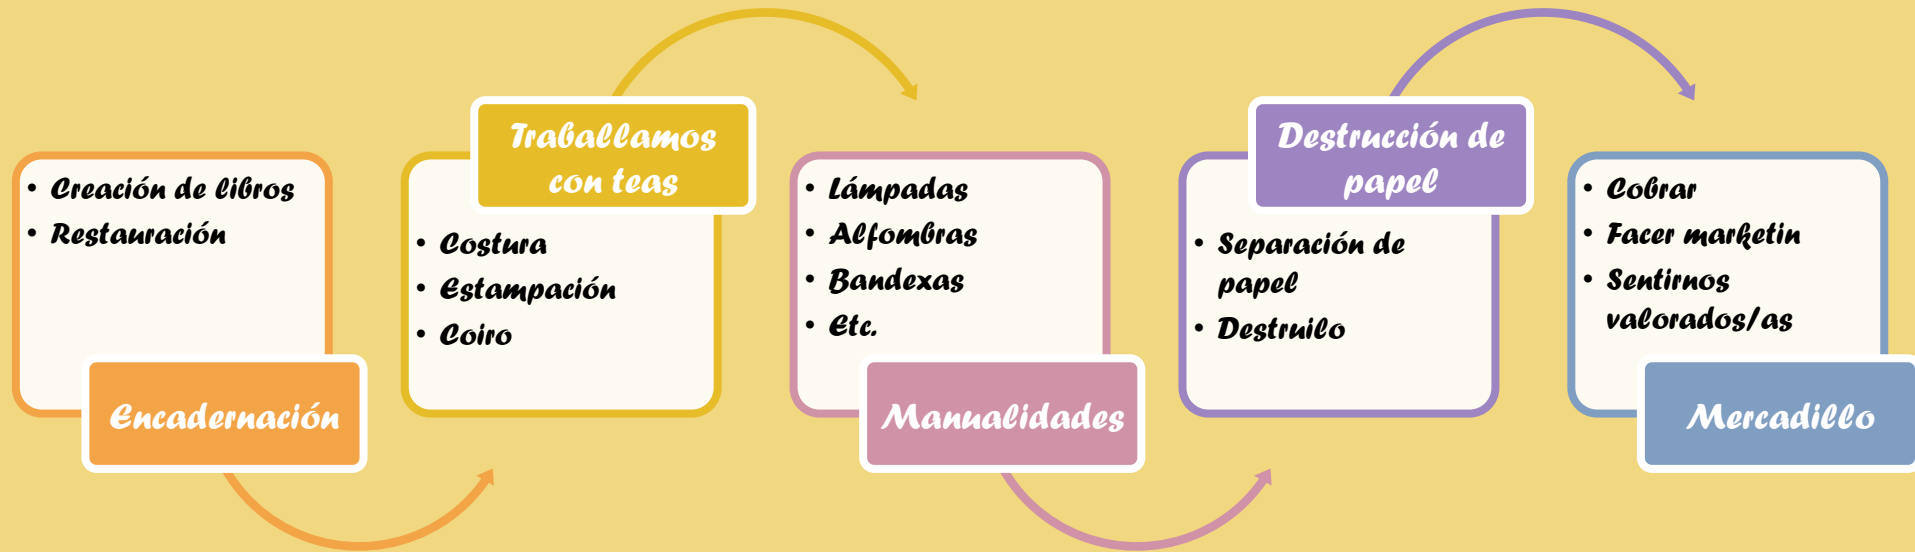 • Creación de libros
• Restauración
Encadernación
Traballamos
con teas
• Costura
• Estampación
• Coiro
• Lámpadas
• Alfombras
• Bandexas
• Etc.
Manualidades
Destrucción de
papel
• Separación de
papel
• Destruilo
• Cobrar
• Facer marketin
• Sentirnos
valorados/as
Mercadillo